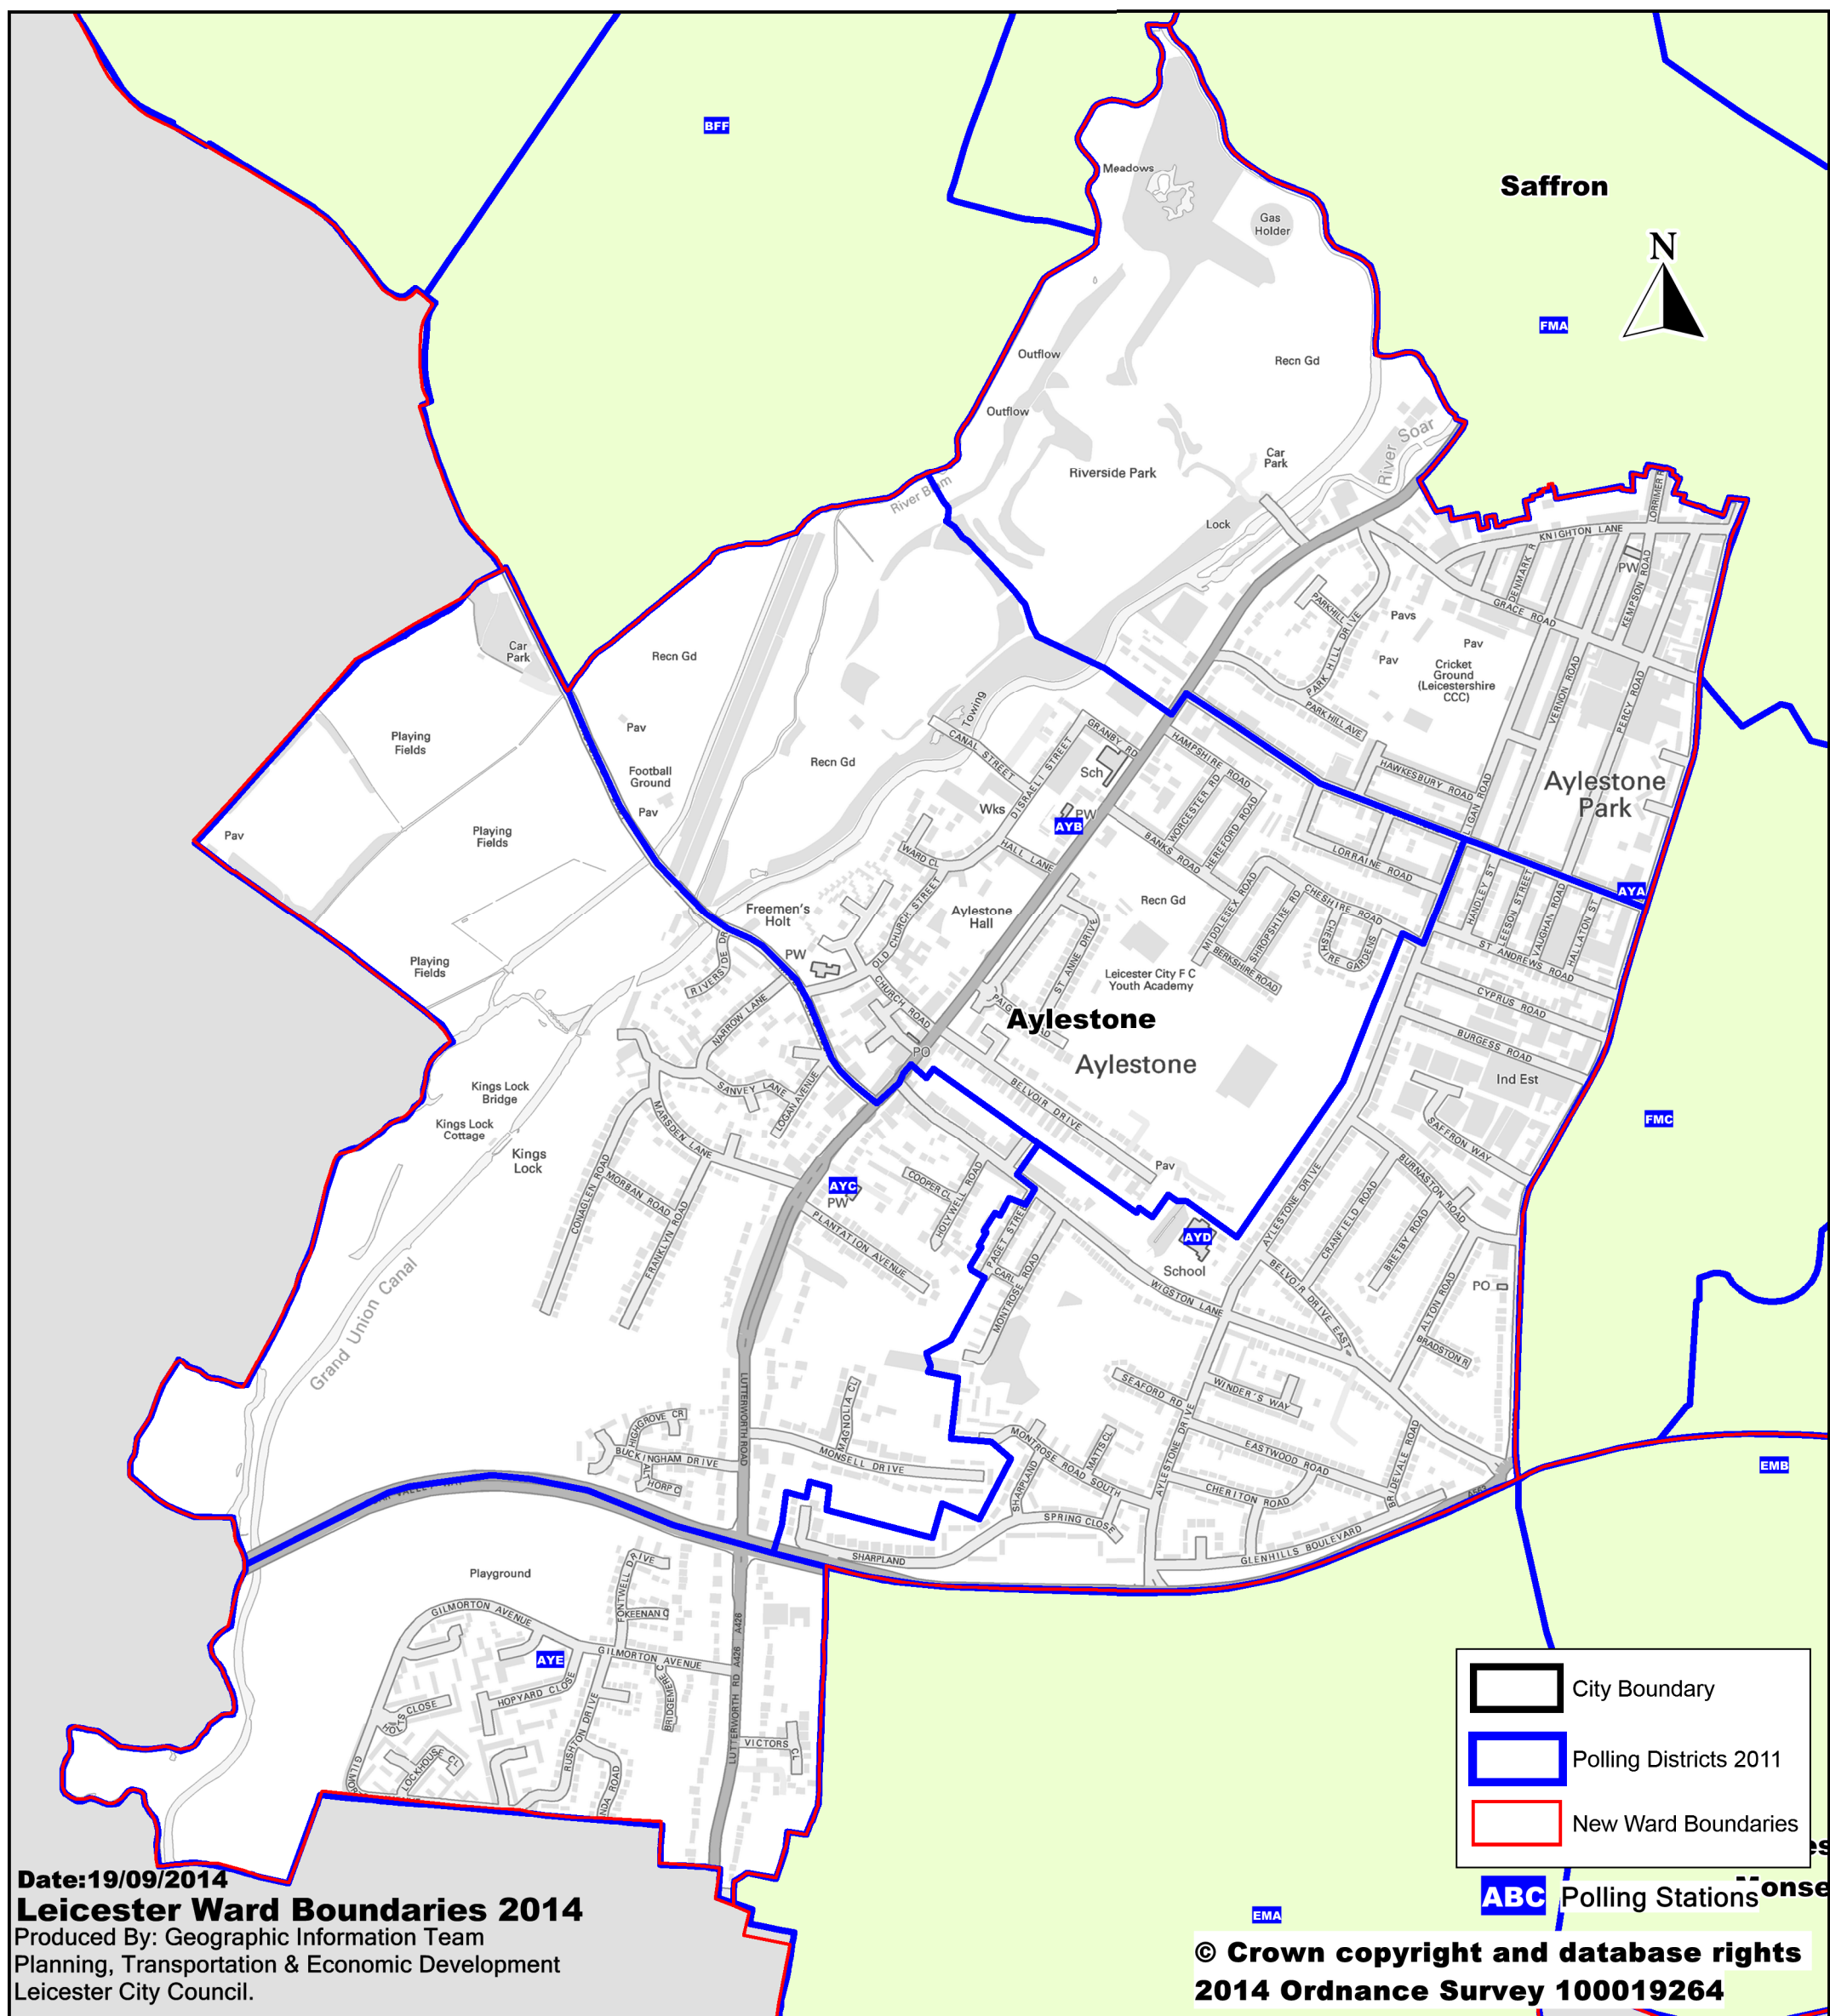 BFF
Saffron
N
FMA
Meadows
Gas
Holder
Outflow
Recn Gd
Outflow
River Soar
Car
Park
Riverside Park
Lock
KNIGHTON LANE
PW
KEMPSON ROAD
GRACE ROAD
PARK HILL DRIVE
Pavs
Pav
Pav
Cricket
Ground
(Leicestershire
CCC)
VERNON ROAD
PERCY ROAD
PARKHILL AVE
Car
Park
Recn Gd
Playing
Fields
Pav
Football
Ground
Pav
Recn Gd
Towing
CANAL STREET
GRANBY RD
DISRAELI STREET
Sch
HAMPSHIRE ROAD
HAWKESBURY ROAD
Aylestone
Park
Wks
PW
AYB
WORCESTER RD
HEREFORD ROAD
BANKS ROAD
LORRAINE ROAD
Pav
Playing
Fields
WARD CL
HALL LANE
AYA
HANDLEY ST
LEESON STREET
VAUGHAN ROAD
HALLATON ST
ST ANDREWS ROAD
Freemen's
Holt
OLD CHURCH STREET
Aylestone
Hall
Recn Gd
MIDDLESEX ROAD
SHROPSHIRE RD
CHESHIRE ROAD
CHESHIRE GARDENS
BERKSHIRE ROAD
PW
ST ANNE DRIVE
Leicester City F C
Youth Academy
Playing
Fields
RIVERSIDE DR
NARROW LANE
CHURCH ROAD
CYPRUS ROAD
Aylestone
PO
BURGESS ROAD
Aylestone
Ind Est
Kings Lock
Bridge
Kings Lock
Cottage
Kings
Lock
SANVEY LANE
LOGAN AVENUE
MARSDEN LANE
BELVOIR DRIVE
SAFFRON WAY
FMC
CONAGLEN ROAD
MORBAN ROAD
FRANKLYN ROAD
AYC
PW
COOPER CL
HOLYWELL ROAD
PLANTATION AVENUE
Pav
AYD
School
AYLESTONE DRIVE
BURNASTON ROAD
CRANFIELD ROAD
BRETBY ROAD
MONTROSE ROAD
WIGSTON LANE
BELVOIR DRIVE EAST
ALTON ROAD
PO
Grand Union Canal
LUTTERWORTH ROAD
SEAFORD RD
WINDER'S WAY
HIGHGROVE CR
BUCKINGHAM DRIVE
MAGNOLIA CL
MONSELL DRIVE
MONTROSE ROAD SOUTH
MATTS CL
AYLESTONE DRIVE
EASTWOOD ROAD
BRIDEVALE ROAD
CHERITON ROAD
EMB
SHARPLAND
SPRING CLOSE
SHARPLAND
GLENHILLS BOULEVARD
Playground
FONTWELL DRIVE
GILMORTON AVENUE
AYE
GILMORTON AVENUE
HOPYARD CLOSE
RUSHTON DRIVE
LUTTERWORTH RD A426 A426
VICTORS CL
LOCKHOUSE CL
City Boundary
Polling Districts 2011
New Ward Boundaries
ABC Polling Stations
EMA
Date:19/09/2014
Leicester Ward Boundaries 2014
Produced By: Geographic Information Team
Planning, Transportation & Economic Development
Leicester City Council.
© Crown copyright and database rights
2014 Ordnance Survey 100019264